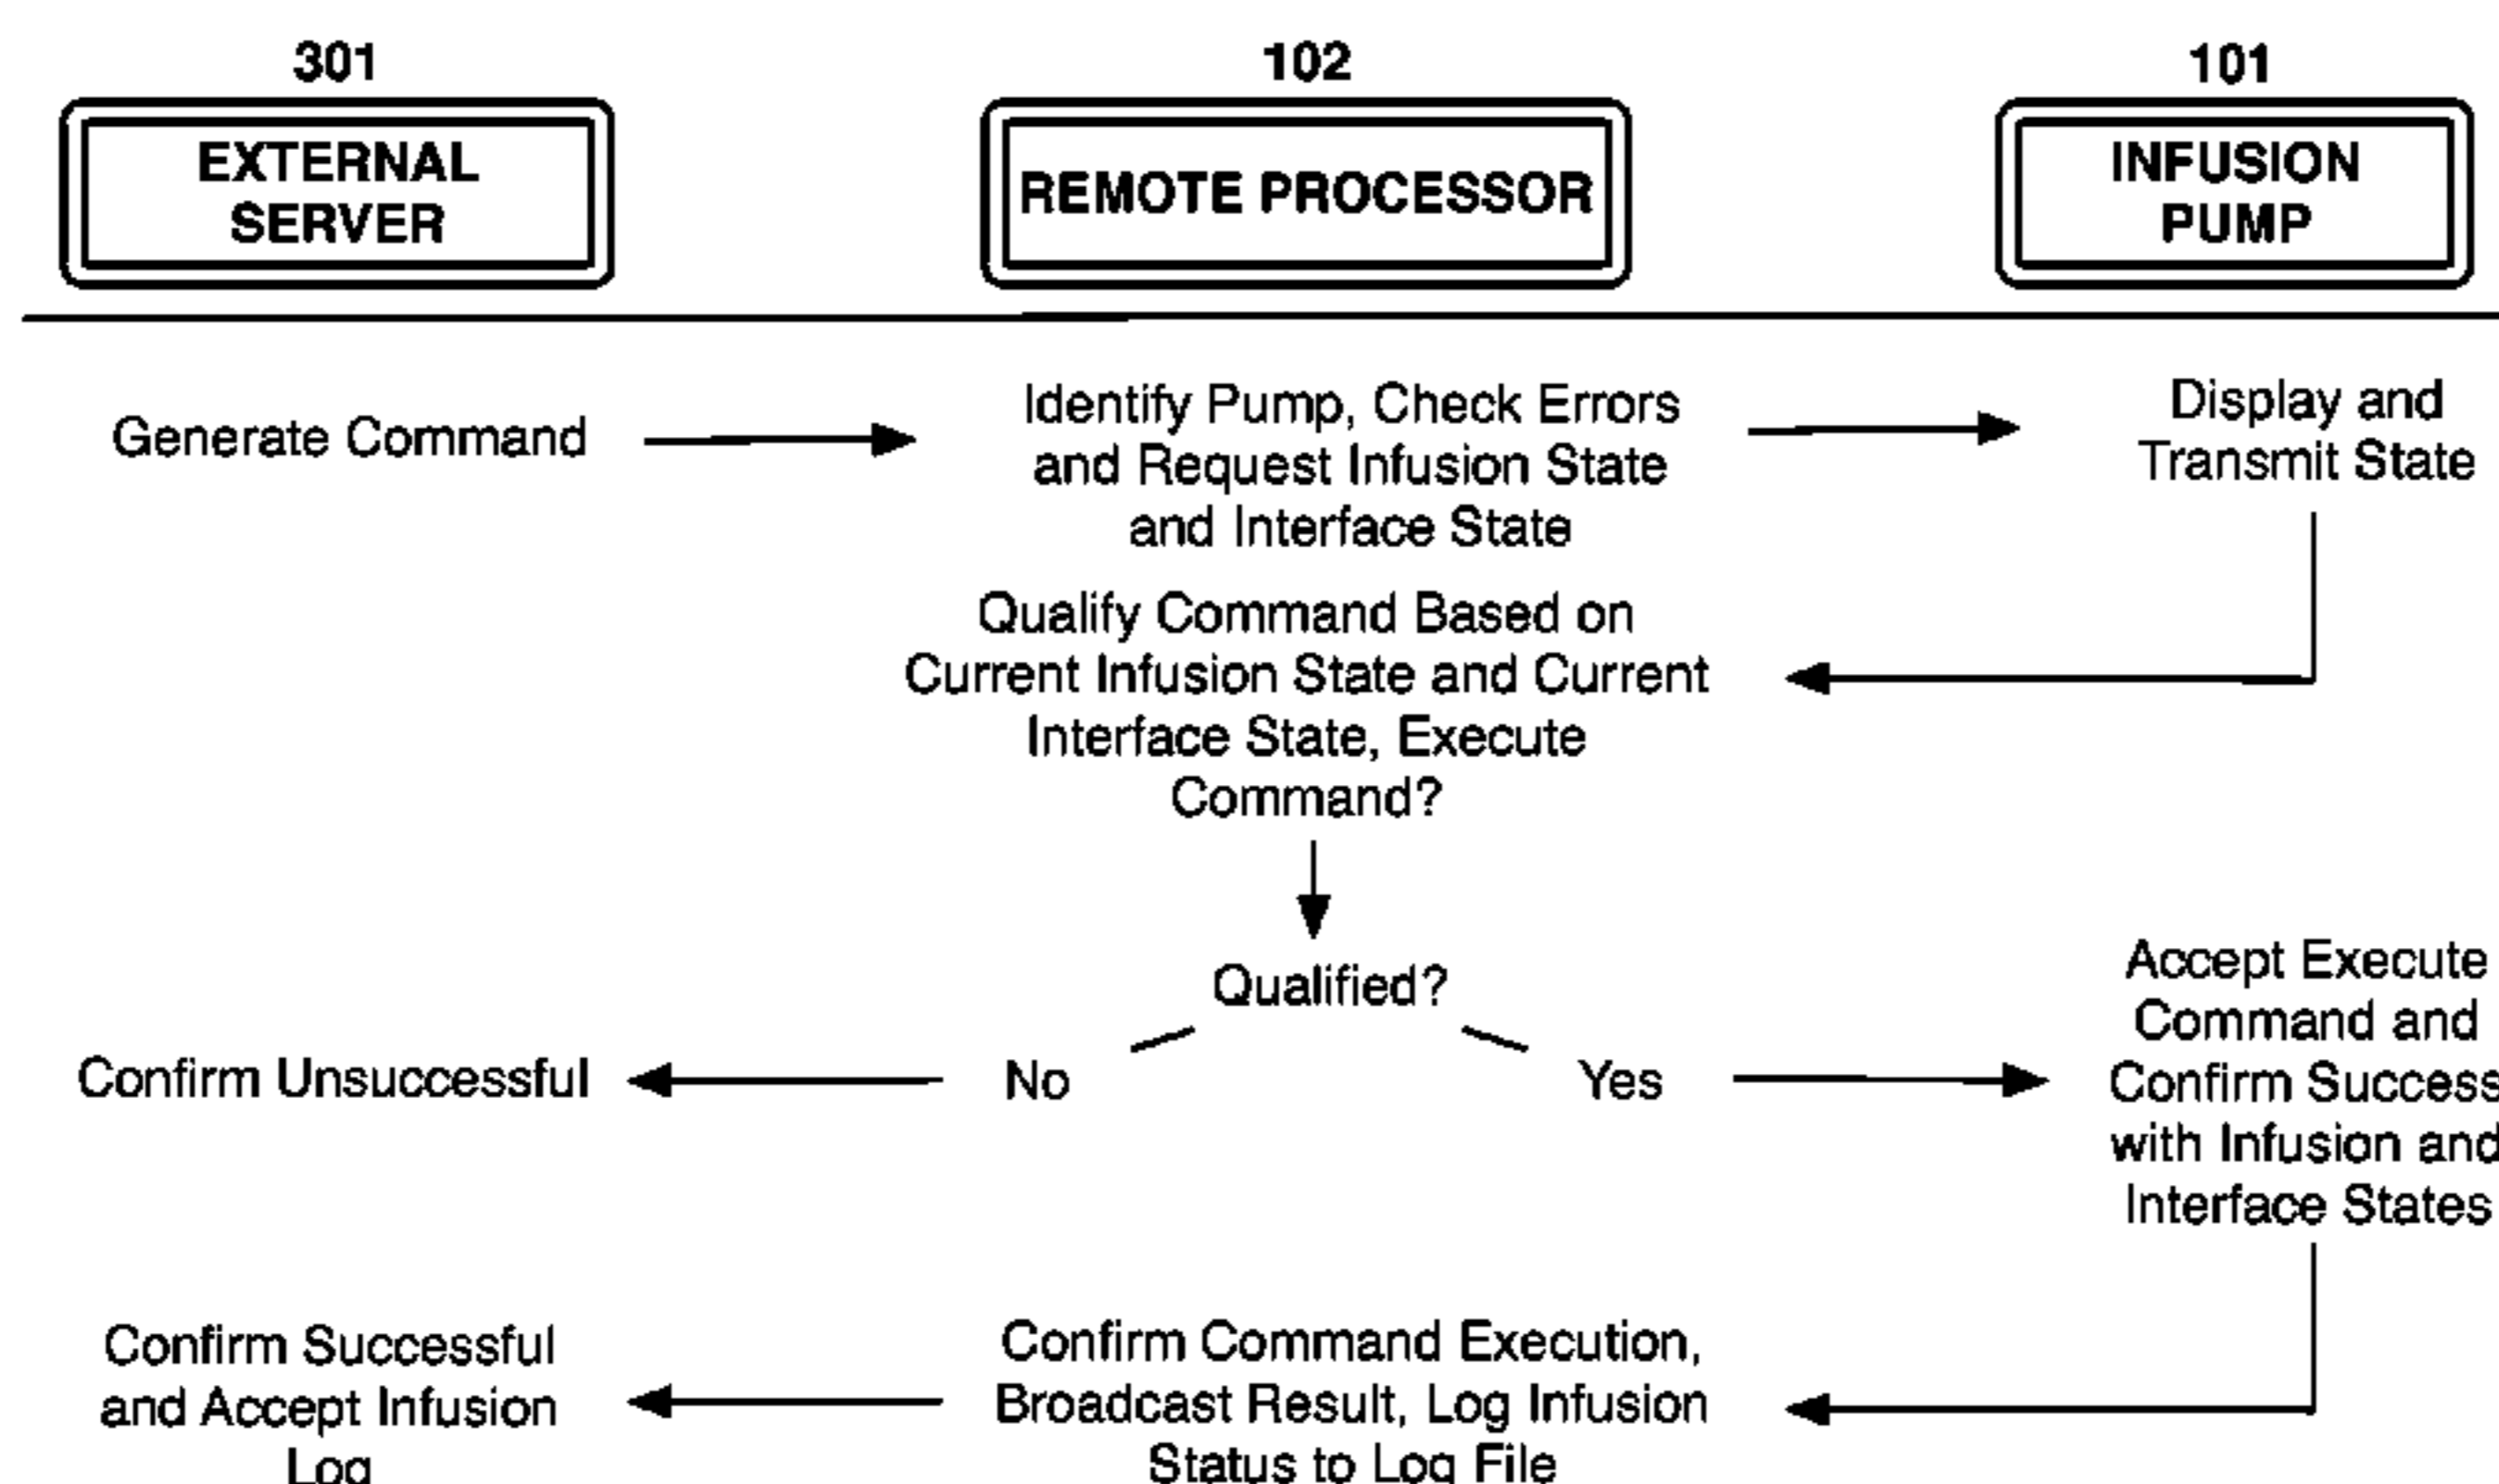 301
102
101
EXTERNAL
SERVER
REMOTE PROCESSOR
INFUSION
PUMP
Generate Command
Identify Pump, Check Errors
and Request Infusion State
and Interface State
Display and
Transmit State
Qualify Command Based on
Current Infusion State and Current
Interface State, Execute
Command?
Qualified?
No
Yes
Confirm Unsuccessful
Accept Execute
Command and
Confirm Success
with Infusion and
Interface States
Confirm Command Execution,
Broadcast Result, Log Infusion
Status to Log File
Confirm Successful
and Accept Infusion
Log